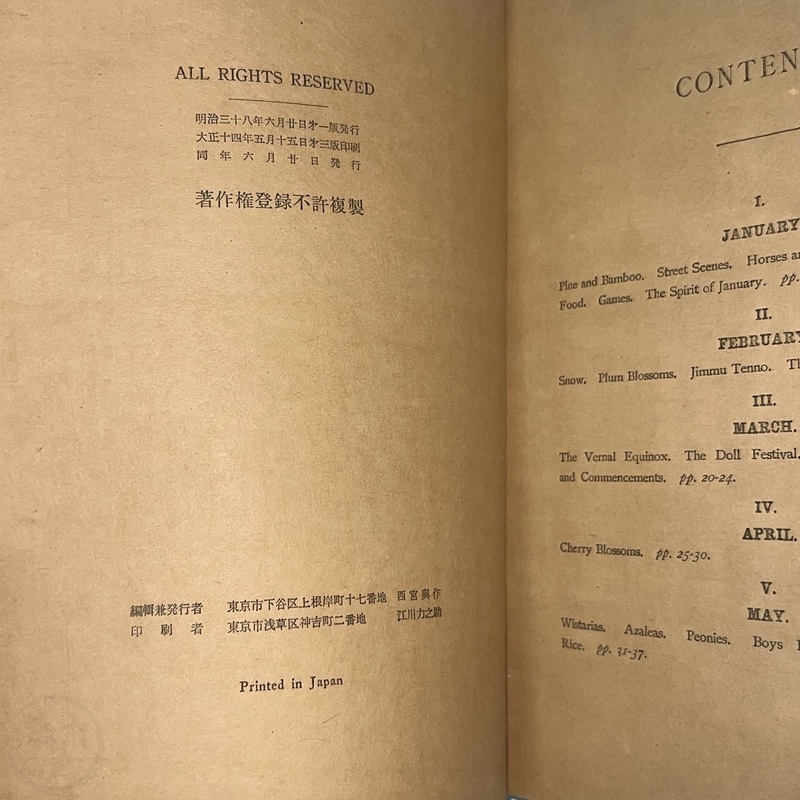 ALL RIGHTS RESERVED
明治三十八年六月廿日才一版発行
大正十四年五月十五日才三版印刷
同年六月廿日発行
著作権登録不許複製
編輯兼発行者 東京市下谷区上根岸町十七番地 西宮與作
印刷者 東京市浅草区神吉町二番地 江川力之助
Printed in Japan
CONTEN
I.
JANUARY
Pine and Bamboo. Street Scenes. Horses an
Food. Games. The Spirit of January. pp.
II.
FEBRUARY
Snow. Plum Blossoms. Jimmu Tenno. Th
III.
MARCH.
The Vernal Equinox. The Doll Festival.
and Commencements. pp. 20-24.
IV.
APRIL.
Cherry Blossoms. pp. 25-30.
V.
MAY.
Wistarias. Azaleas. Peonies. Boys
Rice. pp. 31-37.